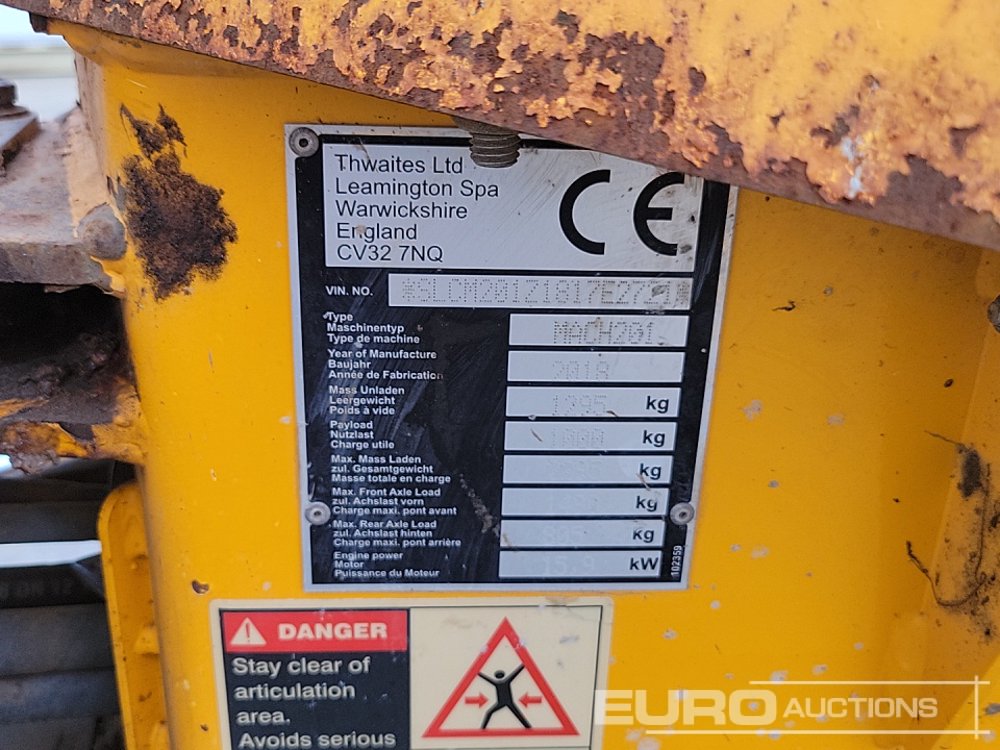 Thwaites Ltd
Leamington Spa
Warwickshire
England
CV32 7NQ
CE
VIN. NO.
Type
Maschinentyp
Type de machine
MACH201
Year of Manufacture
Baujahr
Année de Fabrication
2018
Mass Unladen
Leergewicht
Poids à vide
1295 kg
Payload
Nutzlast
Charge utile
1000 kg
Max. Mass Laden
zul. Gesamtgewicht
Masse totale en charge
kg
Max. Front Axle Load
zul. Achslast vorn
Charge maxi. pont avant
kg
Max. Rear Axle Load
zul. Achslast hinten
Charge maxi. pont arrière
kg
Engine power
Motor
Puissance du Moteur
kW
102359
DANGER
Stay clear of
articulation
area.
Avoids serious
EURO AUCTIONS